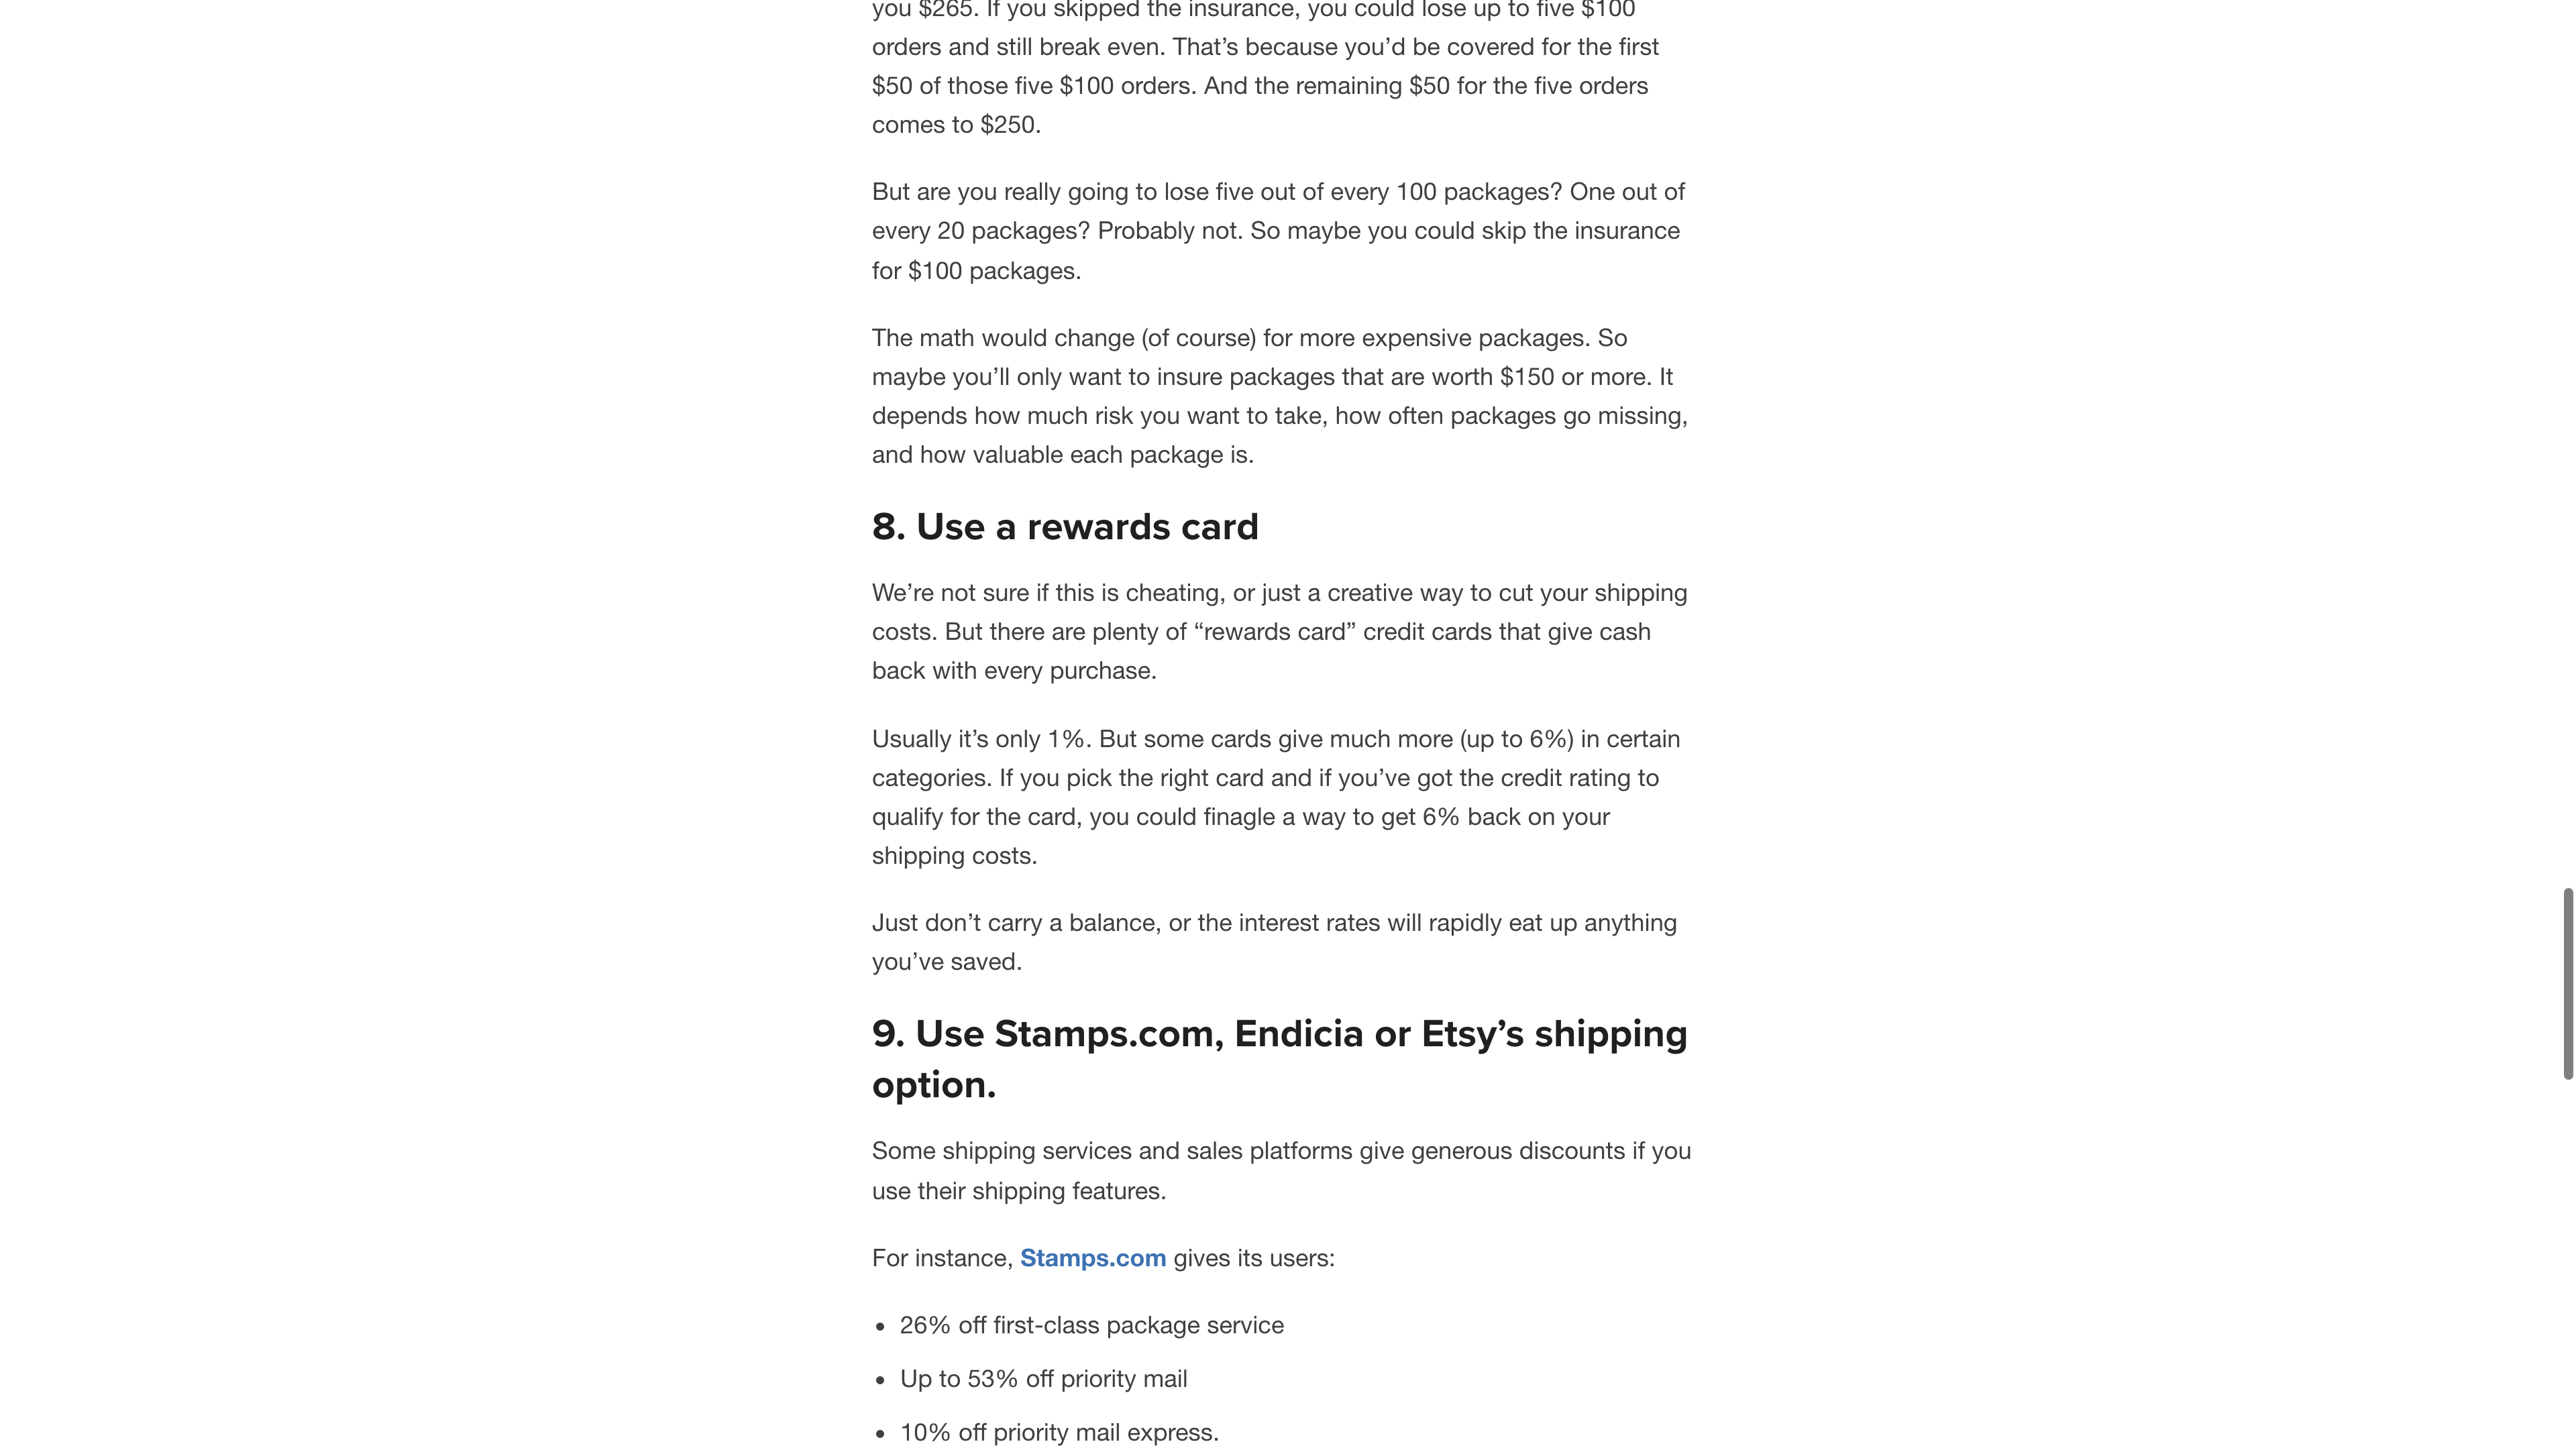 you $265. If you skipped the insurance, you could lose up to five $100
orders and still break even. That’s because you’d be covered for the first
$50 of those five $100 orders. And the remaining $50 for the five orders
comes to $250.
But are you really going to lose five out of every 100 packages? One out of
every 20 packages? Probably not. So maybe you could skip the insurance
for $100 packages.
The math would change (of course) for more expensive packages. So
maybe you’ll only want to insure packages that are worth $150 or more. It
depends how much risk you want to take, how often packages go missing,
and how valuable each package is.
8. Use a rewards card
We’re not sure if this is cheating, or just a creative way to cut your shipping
costs. But there are plenty of “rewards card” credit cards that give cash
back with every purchase.
Usually it’s only 1%. But some cards give much more (up to 6%) in certain
categories. If you pick the right card and if you’ve got the credit rating to
qualify for the card, you could finagle a way to get 6% back on your
shipping costs.
Just don’t carry a balance, or the interest rates will rapidly eat up anything
you’ve saved.
9. Use Stamps.com, Endicia or Etsy’s shipping
option.
Some shipping services and sales platforms give generous discounts if you
use their shipping features.
For instance, Stamps.com gives its users:
• 26% off first-class package service
• Up to 53% off priority mail
• 10% off priority mail express.